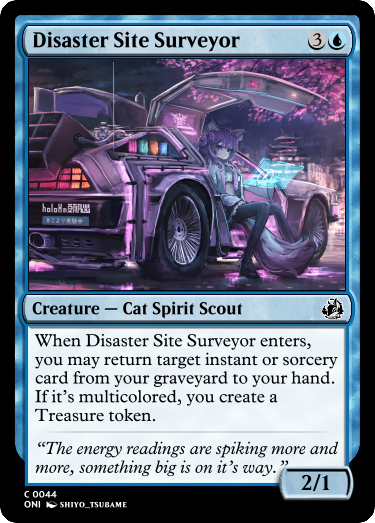 Disaster Site Surveyor 3
holoHn
Creature — Cat Spirit Scout
When Disaster Site Surveyor enters,
you may return target instant or sorcery
card from your graveyard to your hand.
If it's multicolored, you create a
Treasure token.
“The energy readings are spiking more and
more, something big is on it's way.”
2/1
C 0044
ONI SHIYO_TSUBAME